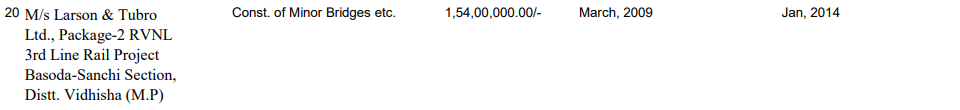 20 M/s Larson & Tubro Const. of Minor Bridges etc. 1,54,00,000.00/- March, 2009 Jan, 2014
Ltd., Package-2 RVNL
3rd Line Rail Project
Basoda-Sanchi Section,
Distt. Vidhisha (M.P)